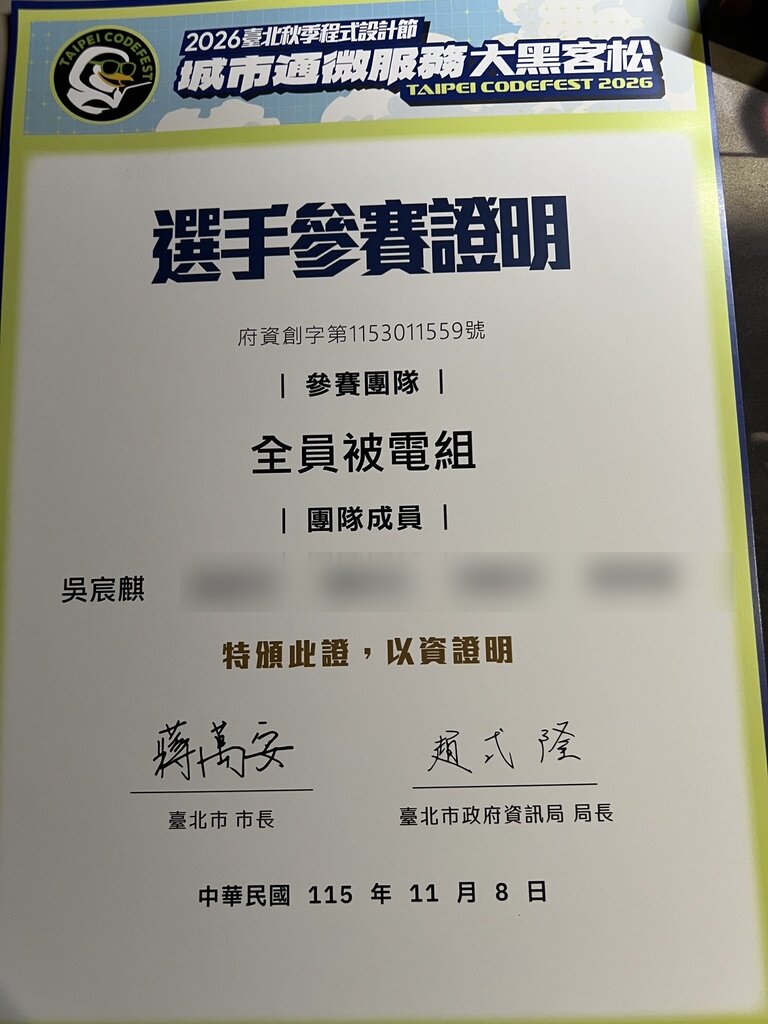 TAIPEI CODEFEST
2026臺北秋季程式設計節
城市通微服務大黑客松
TAIPEI CODEFEST 2026
選手參賽證明
府資創字第1153011559號
| 參賽團隊 |
全員被電組
| 團隊成員 |
吳宸麒
特頒此證，以資證明
蔣萬安 趙式隆
臺北市 市長 臺北市政府資訊局 局長
中華民國 115 年 11 月 8 日